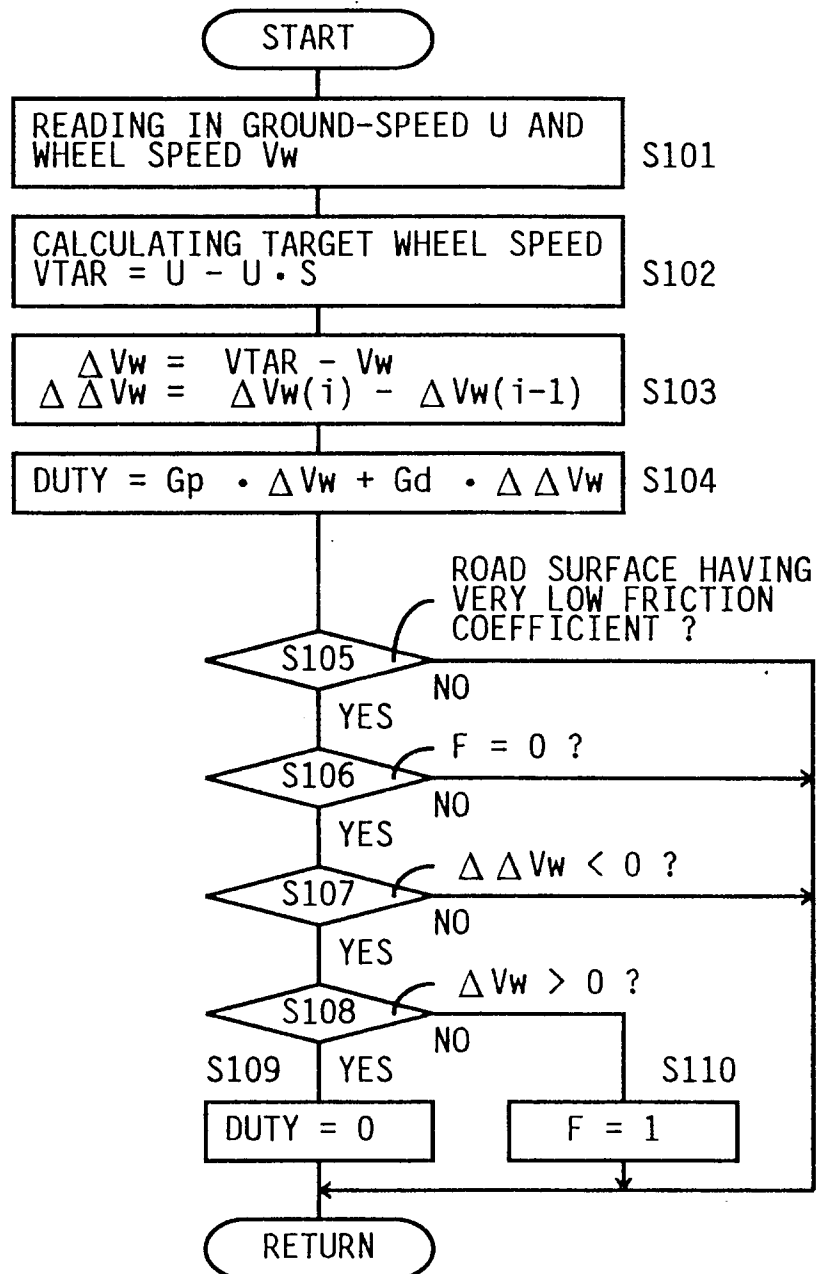 START
READING IN GROUND-SPEED U AND
WHEEL SPEED Vw
S101
CALCULATING TARGET WHEEL SPEED
VTAR = U - U · S
S102
ΔVw = VTAR - Vw
ΔΔVw = ΔVw(i) - ΔVw(i-1)
S103
DUTY = Gp · ΔVw + Gd · ΔΔVw
S104
ROAD SURFACE HAVING
VERY LOW FRICTION
COEFFICIENT ?
S105
NO
YES
F = 0 ?
S106
NO
YES
ΔΔVw < 0 ?
S107
NO
YES
ΔVw > 0 ?
S108
NO
S109
YES
S110
DUTY = 0
F = 1
RETURN